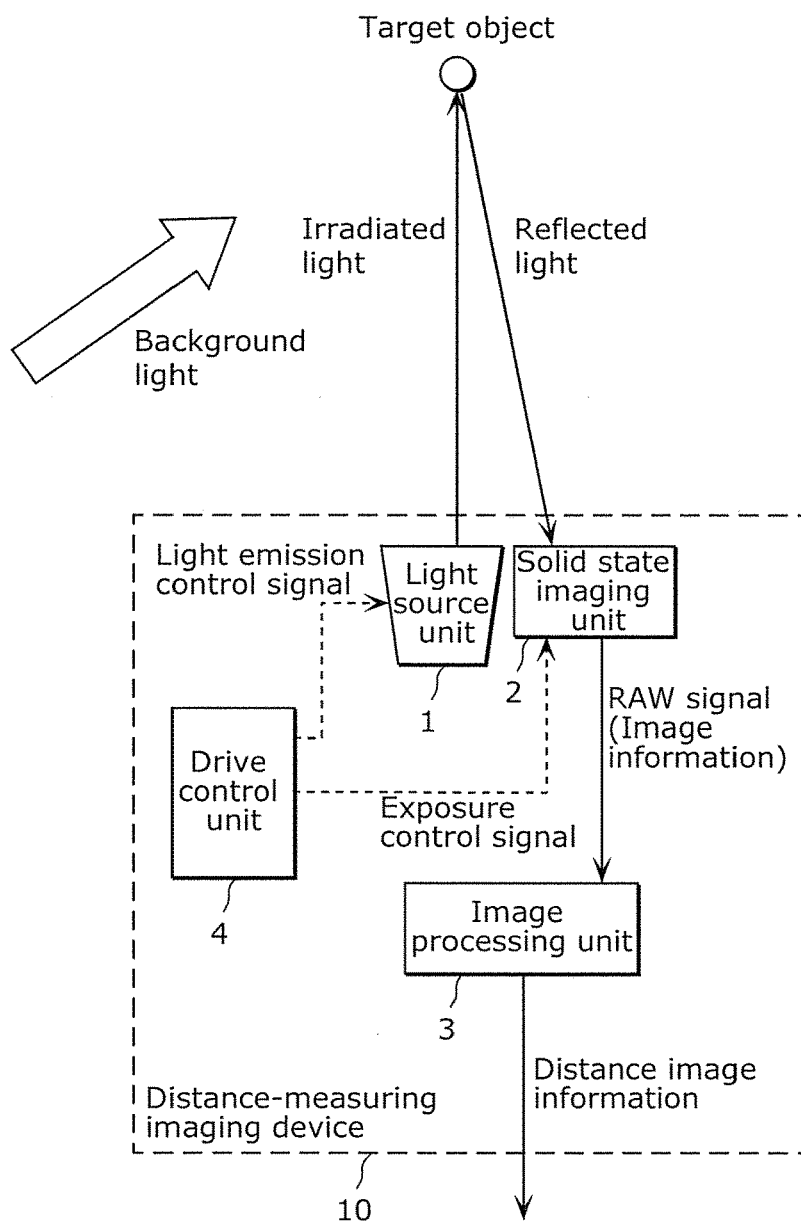 Target object
Irradiated
light
Reflected
light
Background
light
Light emission
control signal
Light
source
unit
1
Solid state
imaging
unit
2
RAW signal
(Image
information)
Drive
control
unit
4
Exposure
control signal
Image
processing unit
3
Distance image
information
Distance-measuring
imaging device
10